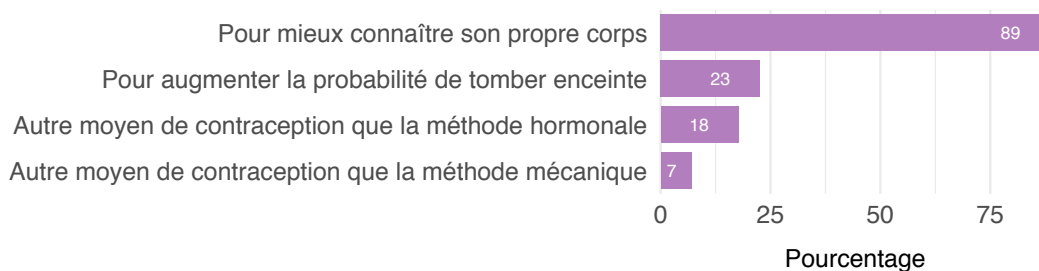 Pour mieux connaître son propre corps 89
Pour augmenter la probabilité de tomber enceinte 23
Autre moyen de contraception que la méthode hormonale 18
Autre moyen de contraception que la méthode mécanique 7
0 25 50 75
Pourcentage